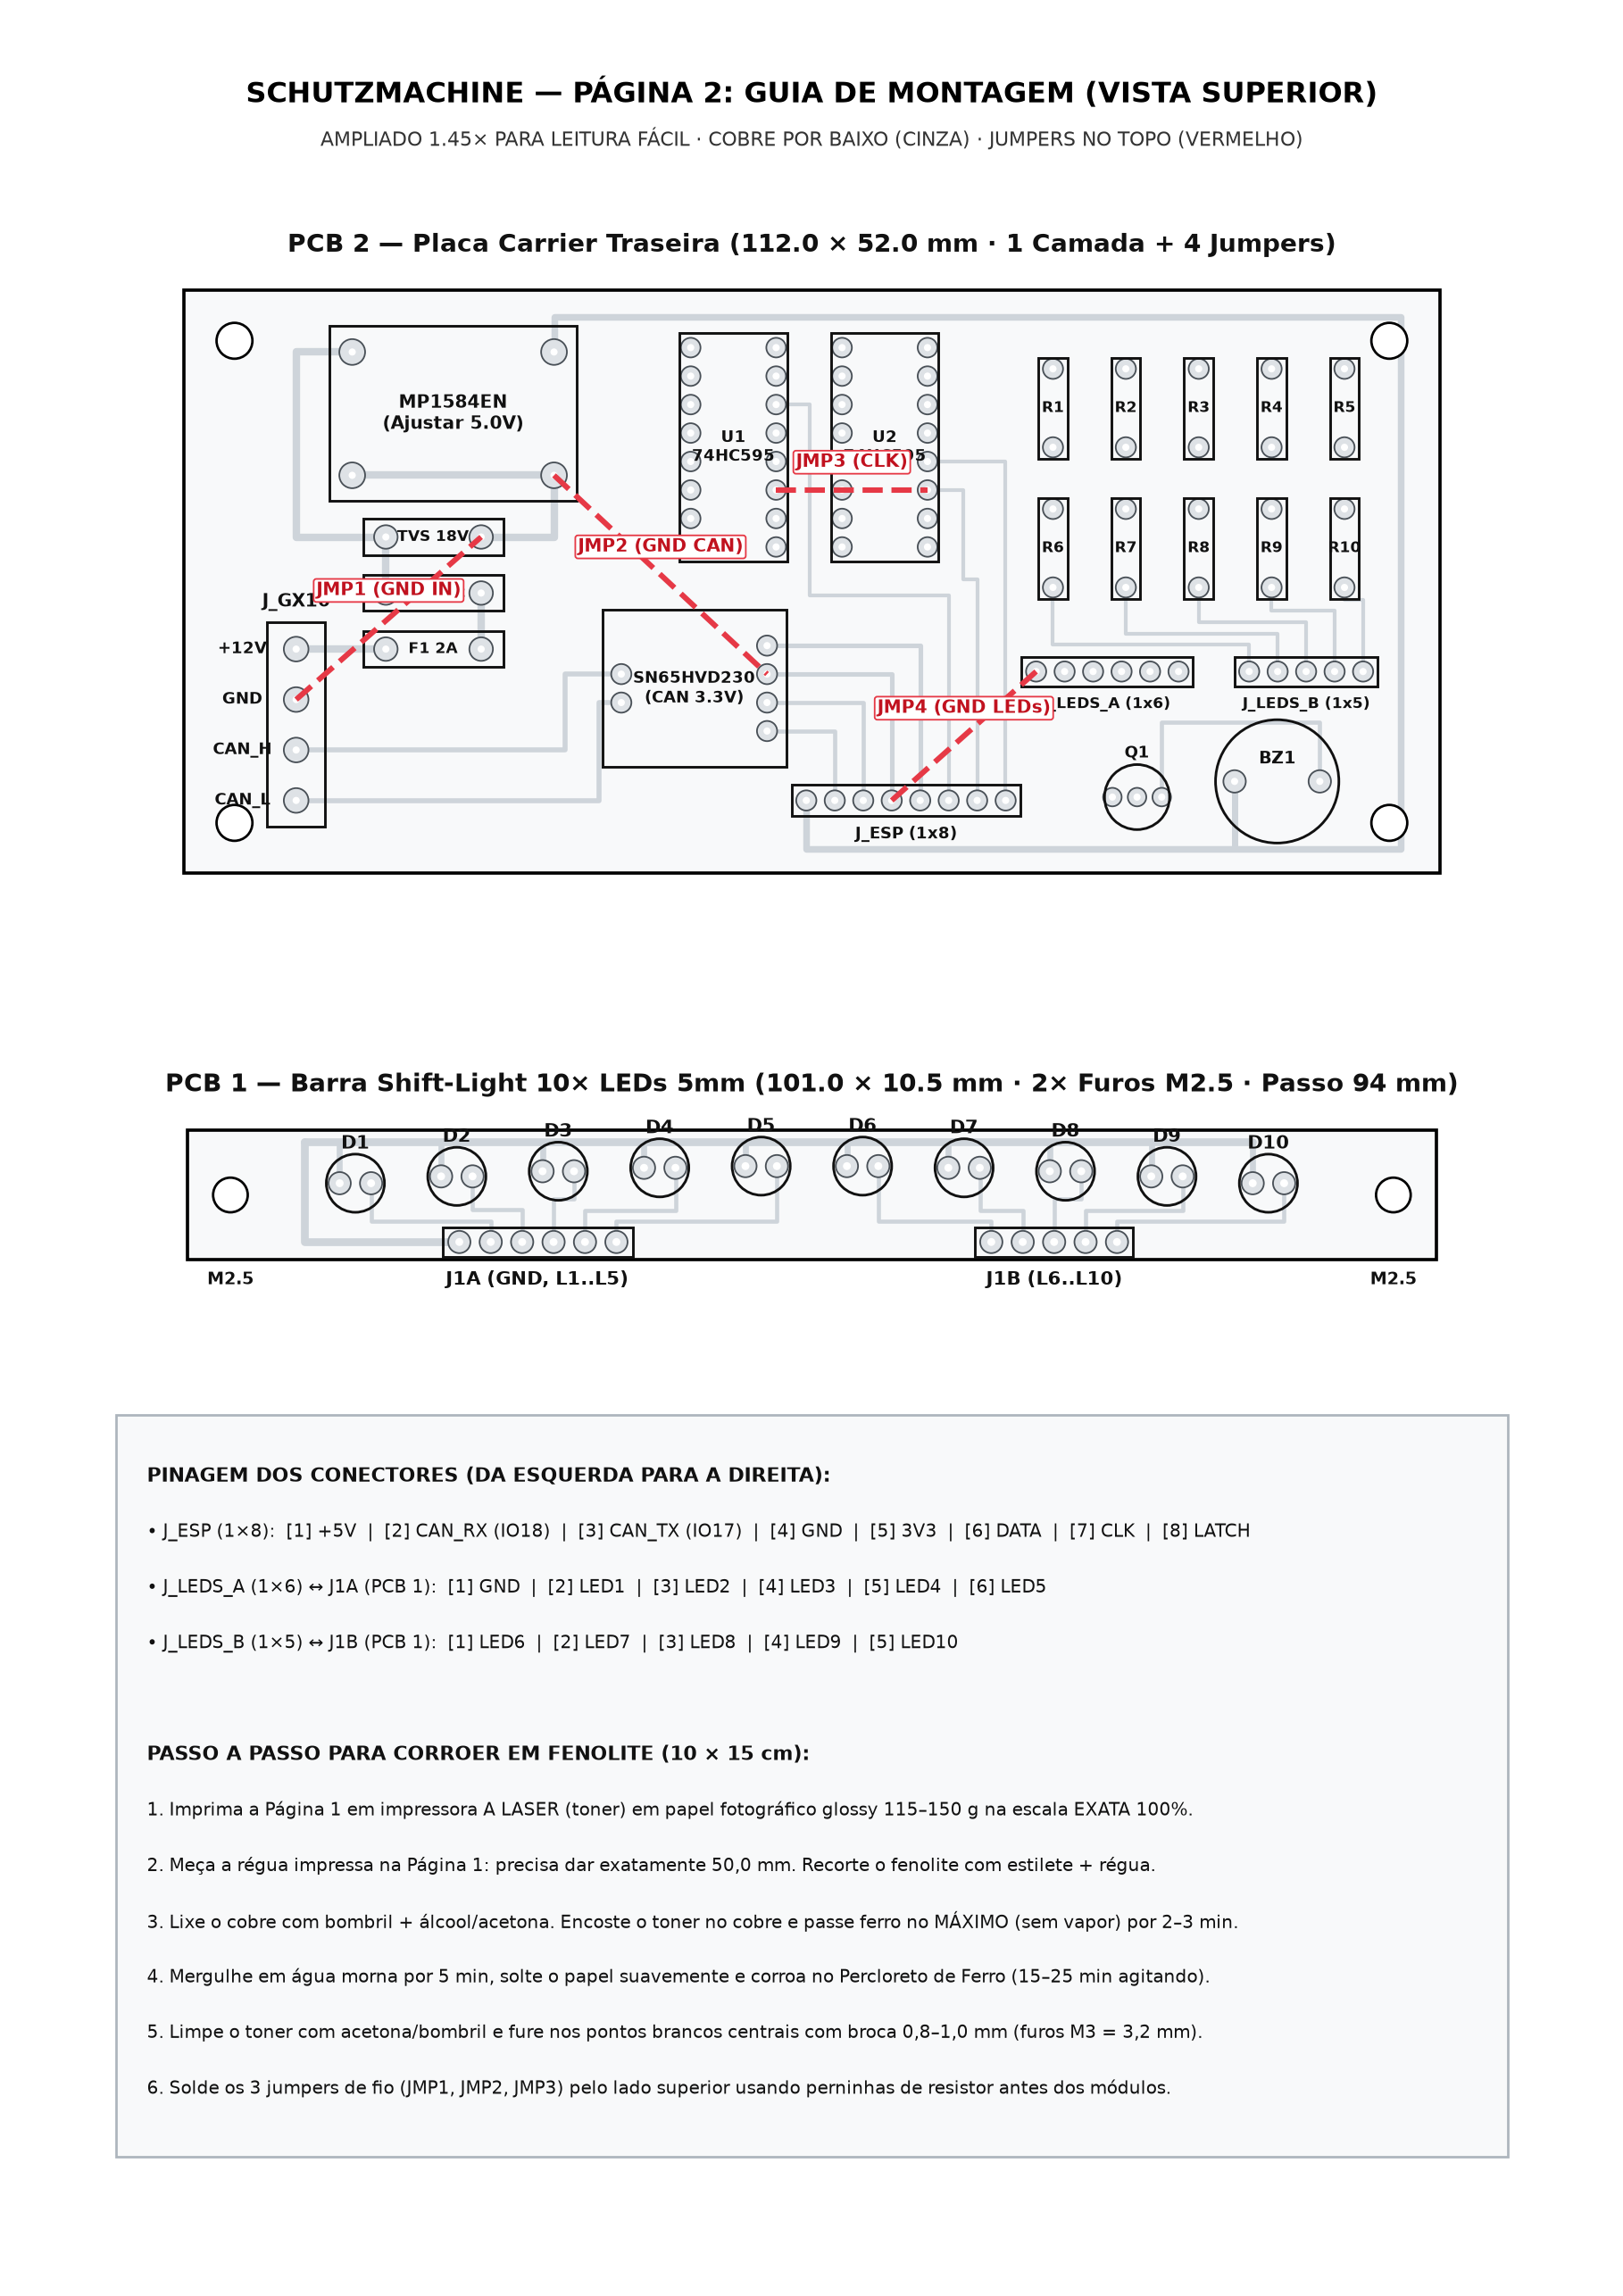 SCHUTZMACHINE — PÁGINA 2: GUIA DE MONTAGEM (VISTA SUPERIOR)
AMPLIADO 1.45× PARA LEITURA FÁCIL · COBRE POR BAIXO (CINZA) · JUMPERS NO TOPO (VERMELHO)
PCB 2 — Placa Carrier Traseira (112.0 × 52.0 mm · 1 Camada + 4 Jumpers)
MP1584EN
(Ajustar 5.0V)
U1
74HC595
U2
JMP3 (CLK)
R1
R2
R3
R4
R5
TVS 18V
JMP2 (GND CAN)
R6
R7
R8
R9
R10
JMP1 (GND IN)
+12V
F1 2A
GND
CAN_H
CAN_L
SN65HVD230
(CAN 3.3V)
JMP4 (GND LEDs)
LEDS_A (1x6)
J_LEDS_B (1x5)
Q1
BZ1
J_ESP (1x8)
PCB 1 — Barra Shift-Light 10× LEDs 5mm (101.0 × 10.5 mm · 2× Furos M2.5 · Passo 94 mm)
D1
D2
D3
D4
D5
D6
D7
D8
D9
D10
M2.5
J1A (GND, L1..L5)
J1B (L6..L10)
M2.5
PINAGEM DOS CONECTORES (DA ESQUERDA PARA A DIREITA):
• J_ESP (1×8): [1] +5V | [2] CAN_RX (IO18) | [3] CAN_TX (IO17) | [4] GND | [5] 3V3 | [6] DATA | [7] CLK | [8] LATCH
• J_LEDS_A (1×6) ↔ J1A (PCB 1): [1] GND | [2] LED1 | [3] LED2 | [4] LED3 | [5] LED4 | [6] LED5
• J_LEDS_B (1×5) ↔ J1B (PCB 1): [1] LED6 | [2] LED7 | [3] LED8 | [4] LED9 | [5] LED10
PASSO A PASSO PARA CORROER EM FENOLITE (10 × 15 cm):
1. Imprima a Página 1 em impressora A LASER (toner) em papel fotográfico glossy 115–150 g na escala EXATA 100%.
2. Meça a régua impressa na Página 1: precisa dar exatamente 50,0 mm. Recorte o fenolite com estilete + régua.
3. Lixe o cobre com bombril + álcool/acetona. Encoste o toner no cobre e passe ferro no MÁXIMO (sem vapor) por 2–3 min.
4. Mergulhe em água morna por 5 min, solte o papel suavemente e corroa no Percloreto de Ferro (15–25 min agitando).
5. Limpe o toner com acetona/bombril e fure nos pontos brancos centrais com broca 0,8–1,0 mm (furos M3 = 3,2 mm).
6. Solde os 3 jumpers de fio (JMP1, JMP2, JMP3) pelo lado superior usando perninhas de resistor antes dos módulos.